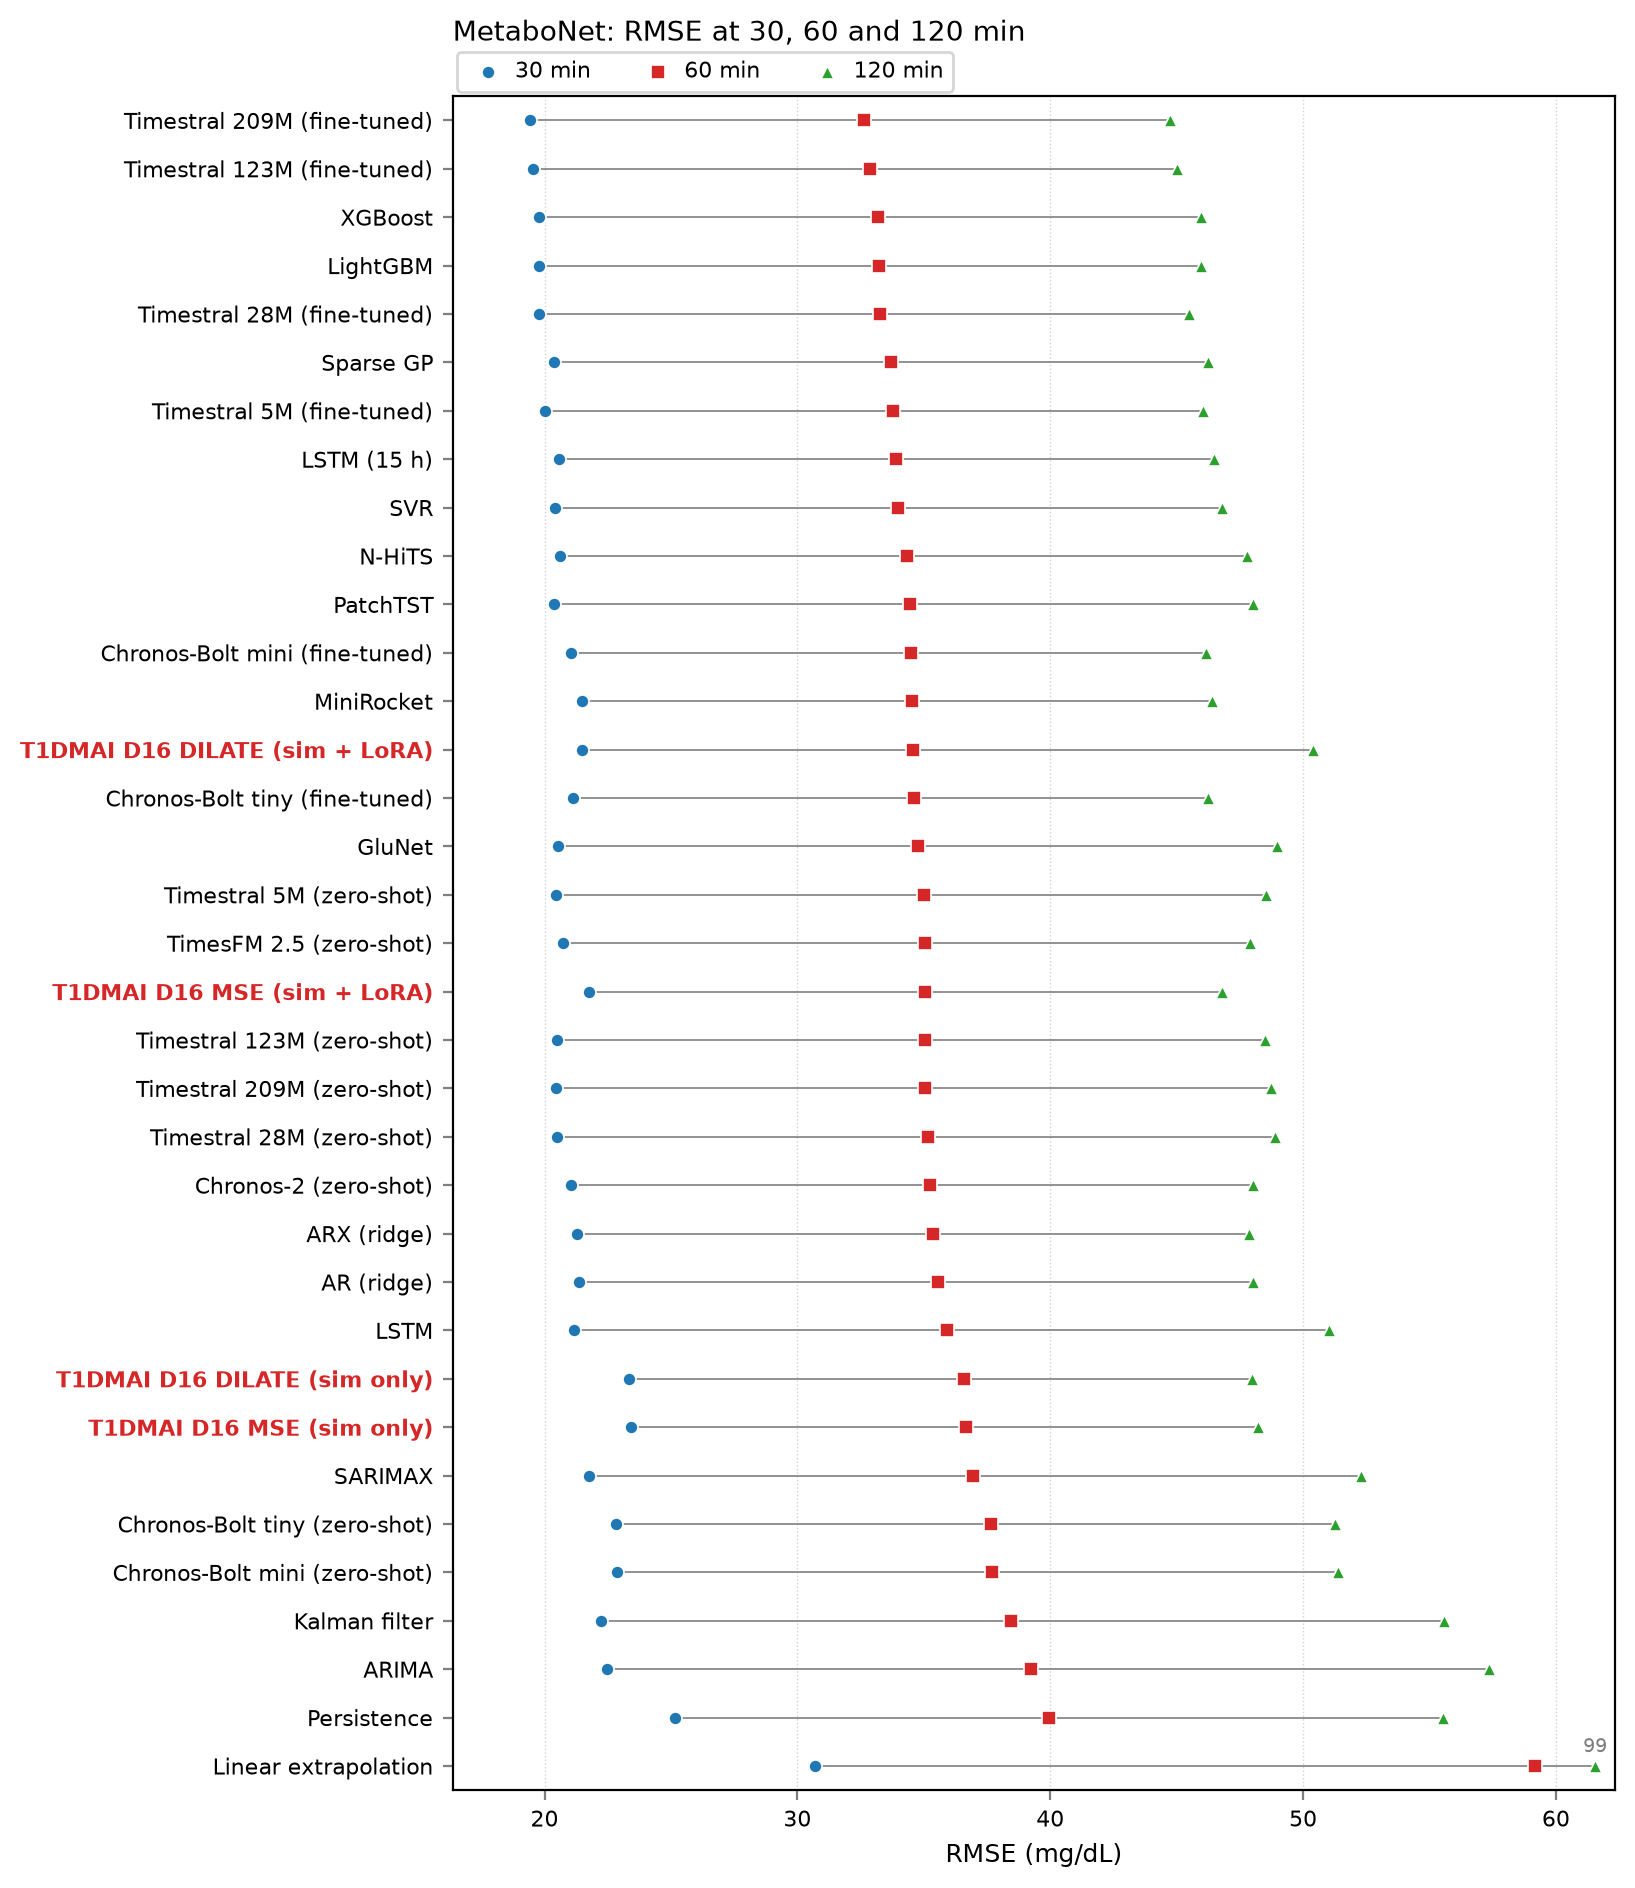 MetaboNet: RMSE at 30, 60 and 120 min
30 min 60 min 120 min
Timestral 209M (fine-tuned)
Timestral 123M (fine-tuned)
XGBoost
LightGBM
Timestral 28M (fine-tuned)
Sparse GP
Timestral 5M (fine-tuned)
LSTM (15 h)
SVR
N-HiTS
PatchTST
Chronos-Bolt mini (fine-tuned)
MiniRocket
T1DMAI D16 DILATE (sim + LoRA)
Chronos-Bolt tiny (fine-tuned)
GluNet
Timestral 5M (zero-shot)
TimesFM 2.5 (zero-shot)
T1DMAI D16 MSE (sim + LoRA)
Timestral 123M (zero-shot)
Timestral 209M (zero-shot)
Timestral 28M (zero-shot)
Chronos-2 (zero-shot)
ARX (ridge)
AR (ridge)
LSTM
T1DMAI D16 DILATE (sim only)
T1DMAI D16 MSE (sim only)
SARIMAX
Chronos-Bolt tiny (zero-shot)
Chronos-Bolt mini (zero-shot)
Kalman filter
ARIMA
Persistence
99
Linear extrapolation
20 30 40 50 60
RMSE (mg/dL)